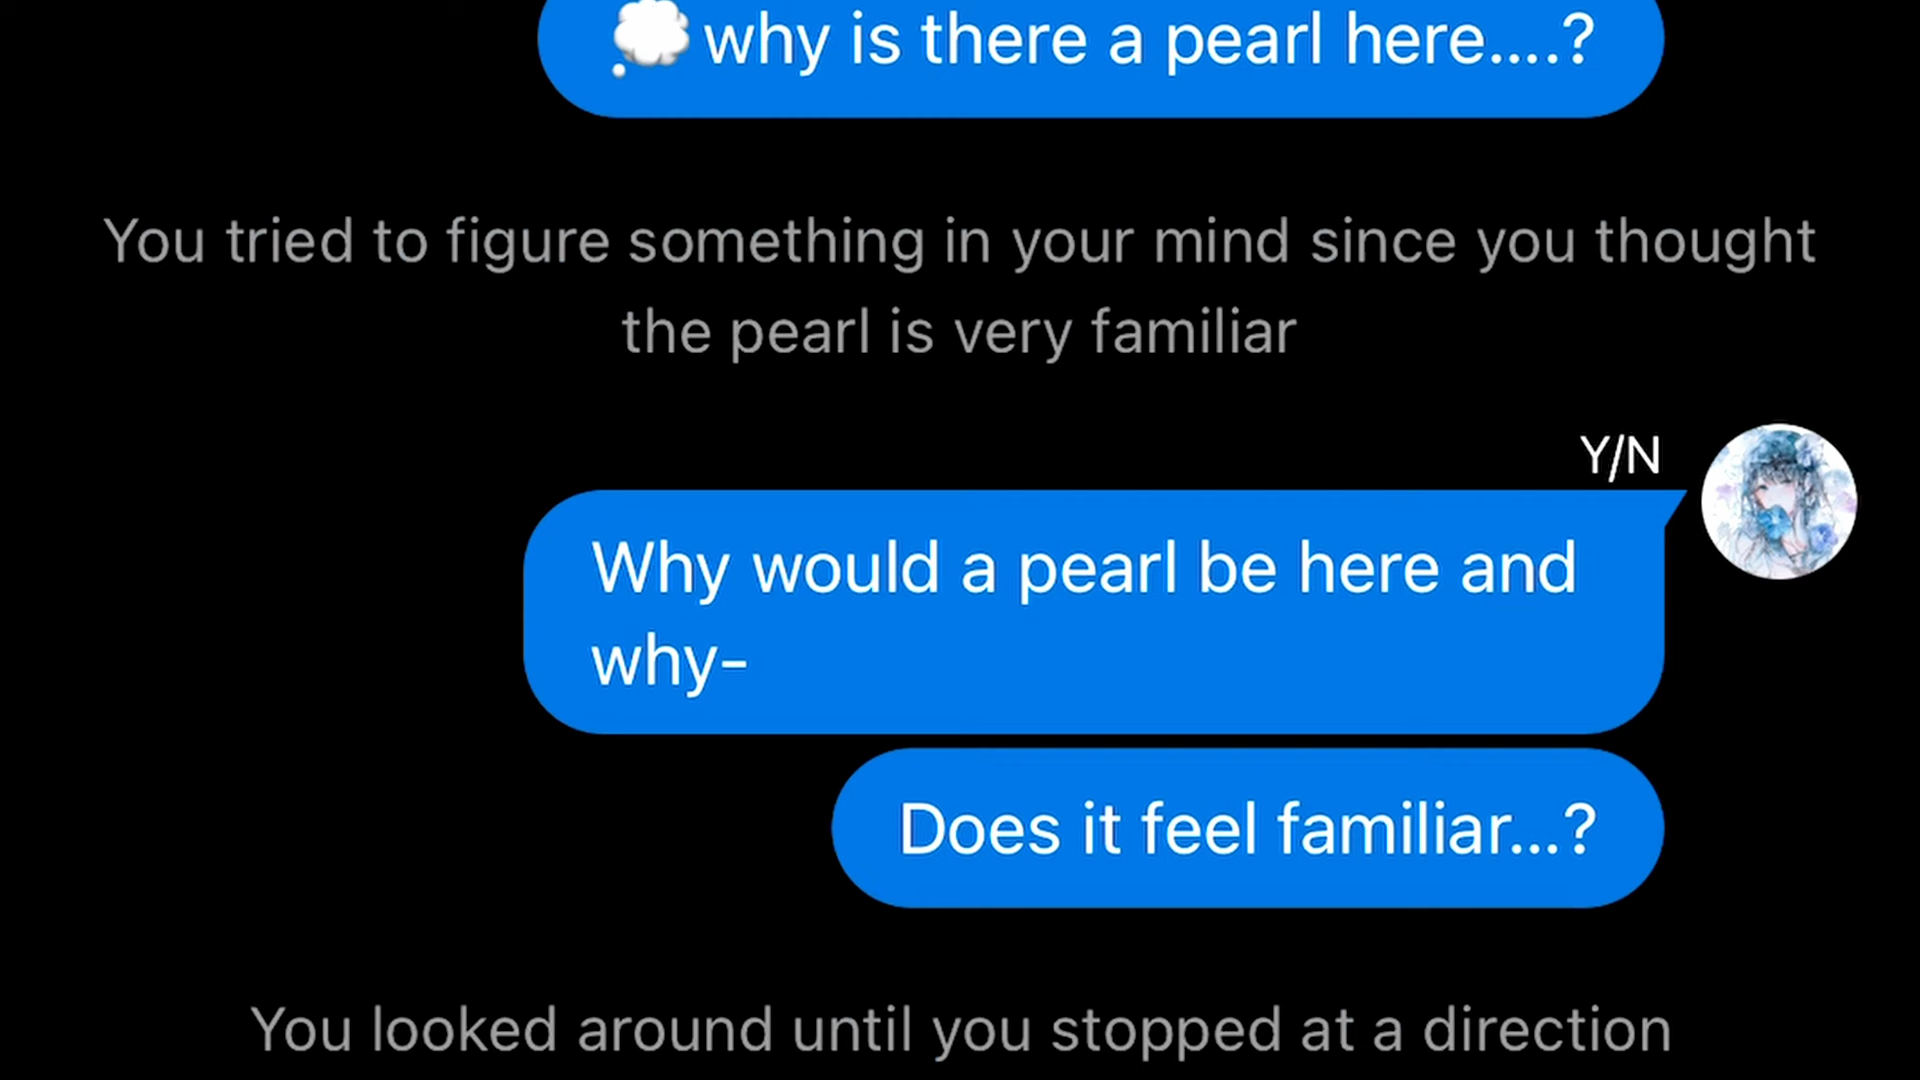 💭 why is there a pearl here....?
You tried to figure something in your mind since you thought
the pearl is very familiar
Y/N
Why would a pearl be here and
why-
Does it feel familiar...?
You looked around until you stopped at a direction